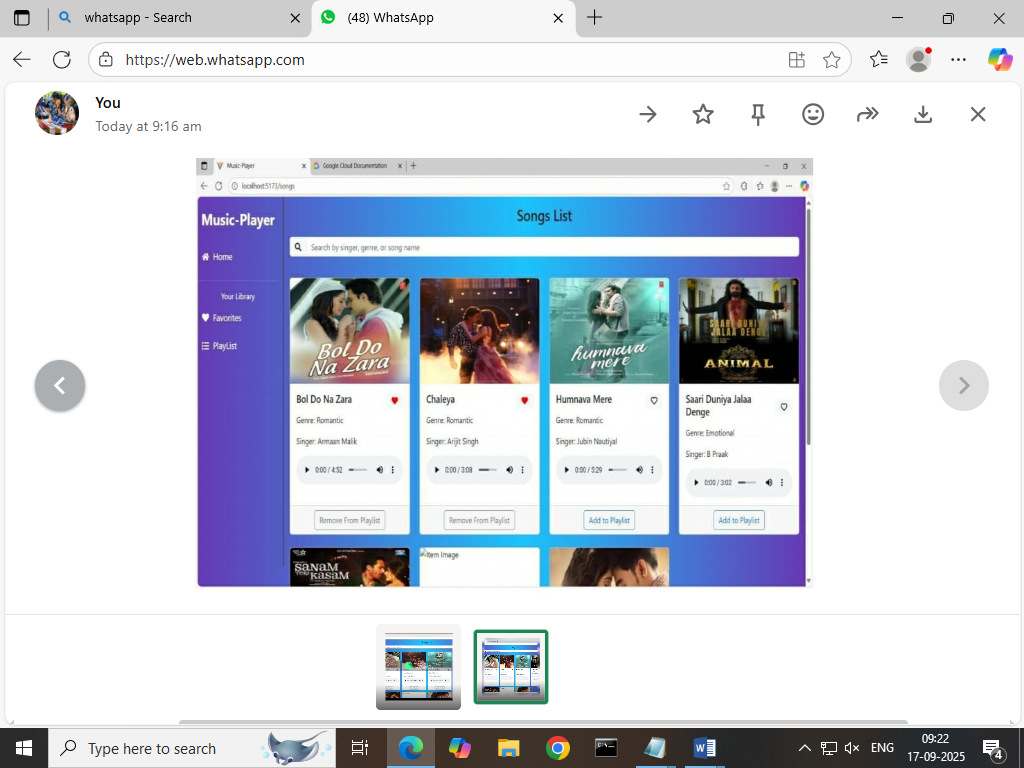 whatsapp - Search
(48) WhatsApp
https://web.whatsapp.com
You
Today at 9:16 am
Music-Player
Google Cloud Documentation
localhost:5173/songs
Music-Player
Songs List
Home
Search by singer, genre, or song name
Your Library
Favorites
PlayList
BOL DO NA ZARA
humnava mere
SAARI DUNIYA JALAA DENGE
ANIMAL
Bol Do Na Zara
Genre: Romantic
Singer: Armaan Malik
0:00 / 4:52
Remove From Playlist
Chaleya
Genre: Romantic
Singer: Arijit Singh
0:00 / 3:08
Remove From Playlist
Humnava Mere
Genre: Romantic
Singer: Jubin Nautiyal
0:00 / 5:29
Add to Playlist
Saari Duniya Jalaa
Denge
Genre: Emotional
Singer: B Praak
0:00 / 3:02
Add to Playlist
SANAM
KASAM
Item Image
Type here to search
ENG
09:22
17-09-2025
4